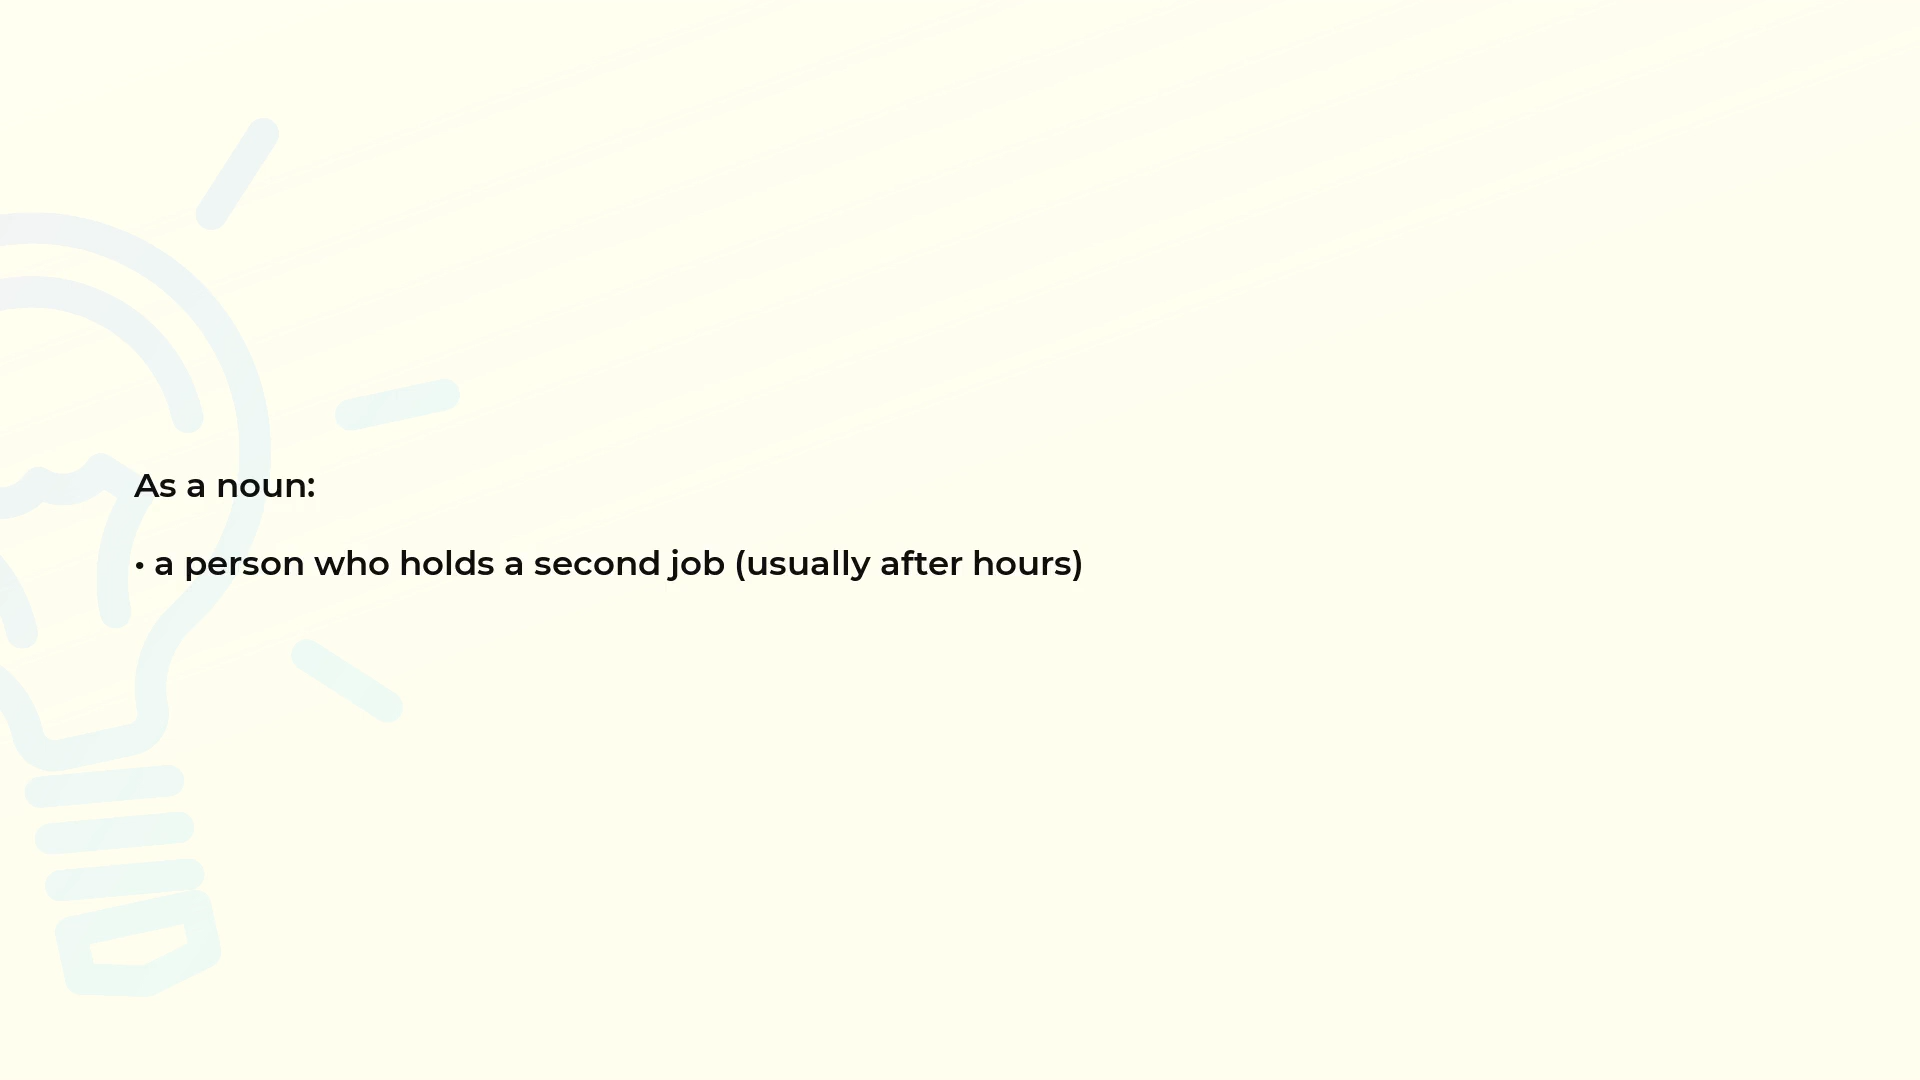 As a noun:
• a person who holds a second job (usually after hours)